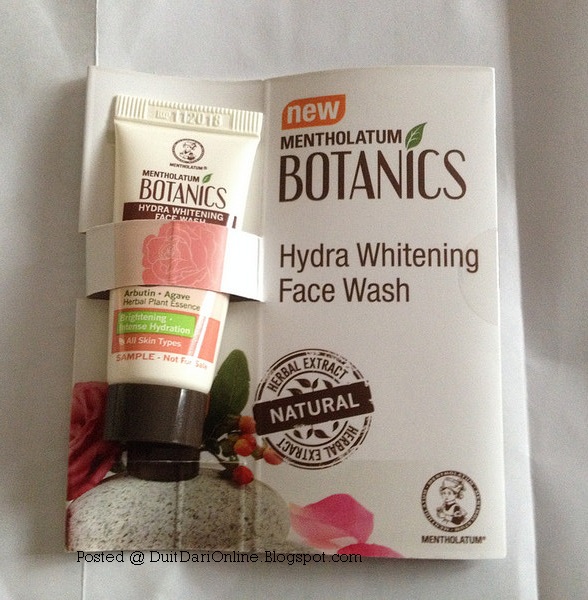 112018
MENTHOLATUM®
MENTHOLATUM
BOTANICS
HYDRA WHITENING
FACE WASH
Arbutin • Agave
Herbal Plant Essence
Brightening •
Intense Hydration
All Skin Types
SAMPLE - Not For Sale
new
MENTHOLATUM
BOTANICS
Hydra Whitening
Face Wash
HERBAL EXTRACT
NATURAL
HERBAL EXTRACT
MENTHOLATUM®
Posted @ DuitDariOnline.Blogspot.com